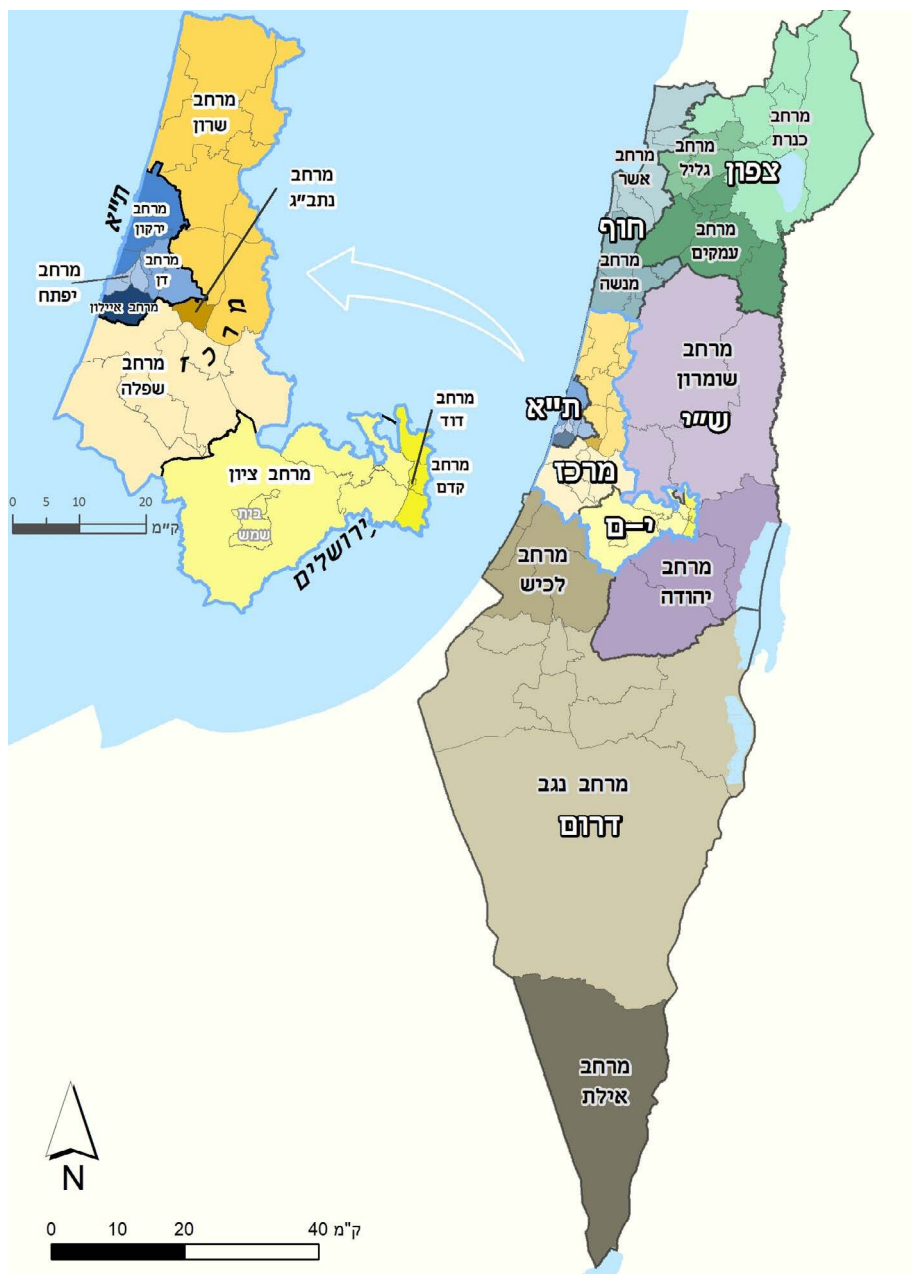 מרחב
שרון
מרחב
נתב"ג
ת"א
מרחב
ירקון
מרחב
דן
מרחב
יפתח
מרחב איילון
מרכז
מרחב
שפלה
מרחב
דוד
מרחב
קדם
מרחב ציון
בית
שמש
ירושלים
0 5 10 20
ק"מ
מרחב
כנרת
מרחב
גליל
מרחב
אשר
צפון
חוף
מרחב
עמקים
מרחב
מנשה
מרחב
שומרון
ש"י
ת"א
מרכז
י-ם
מרחב
לכיש
מרחב
יהודה
מרחב נגב
דרום
מרחב
אילת
N
0 10 20 40 ק"מ